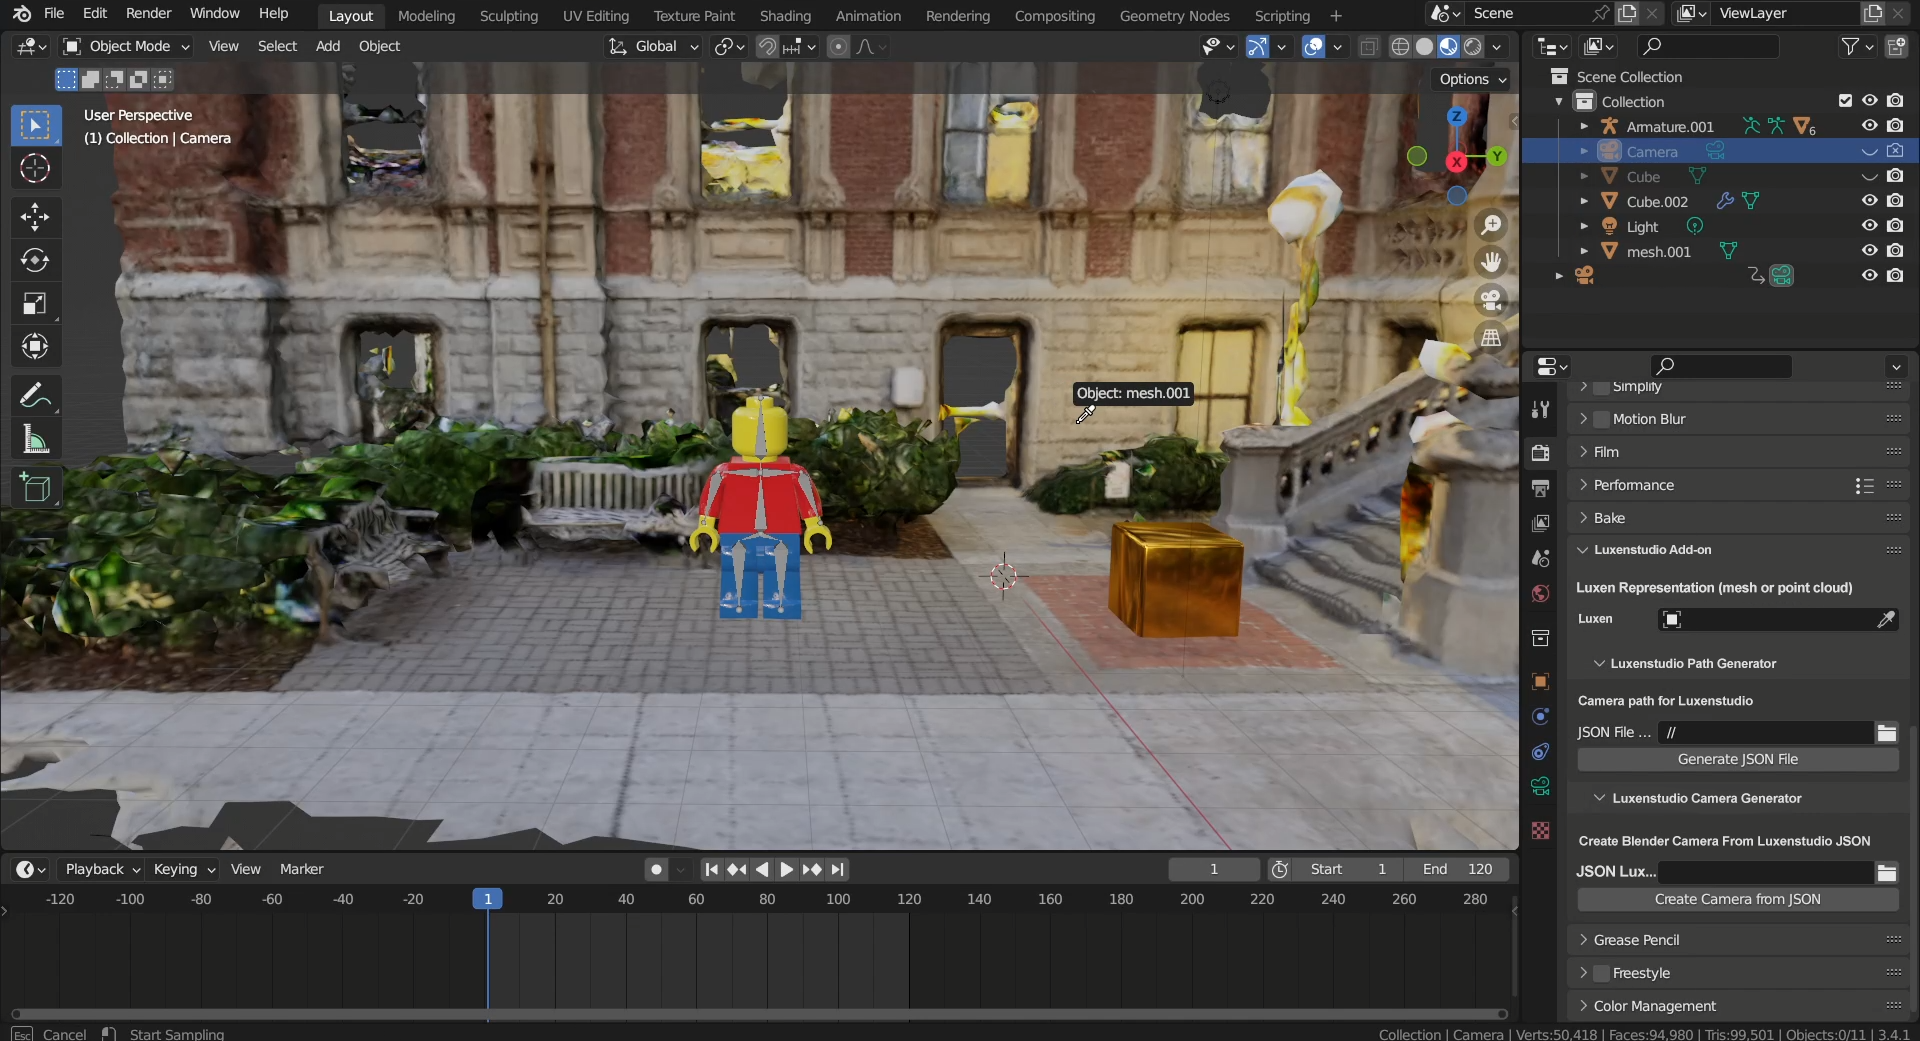 File Edit Render Window Help Layout Modeling Sculpting UV Editing Texture Paint Shading Animation Rendering Compositing Geometry Nodes Scripting + Scene ViewLayer
Object Mode View Select Add Object Global
Options
User Perspective
(1) Collection | Camera
Z
Y
X
Object: mesh.001
Scene Collection
Collection
Armature.001 6
Camera
Cube
Cube.002
Light
mesh.001
Simplify
Motion Blur
Film
Performance
Bake
Luxenstudio Add-on
Luxen Representation (mesh or point cloud)
Luxen
Luxenstudio Path Generator
Camera path for Luxenstudio
JSON File ... //
Generate JSON File
Luxenstudio Camera Generator
Create Blender Camera From Luxenstudio JSON
JSON Lux...
Create Camera from JSON
Grease Pencil
Freestyle
Color Management
Playback Keying View Marker 1 Start 1 End 120
-120 -100 -80 -60 -40 -20 1 20 40 60 80 100 120 140 160 180 200 220 240 260 280
Esc Cancel Start Sampling Collection | Camera | Verts:50,418 | Faces:94,980 | Tris:99,501 | Objects:0/11 | 3.4.1